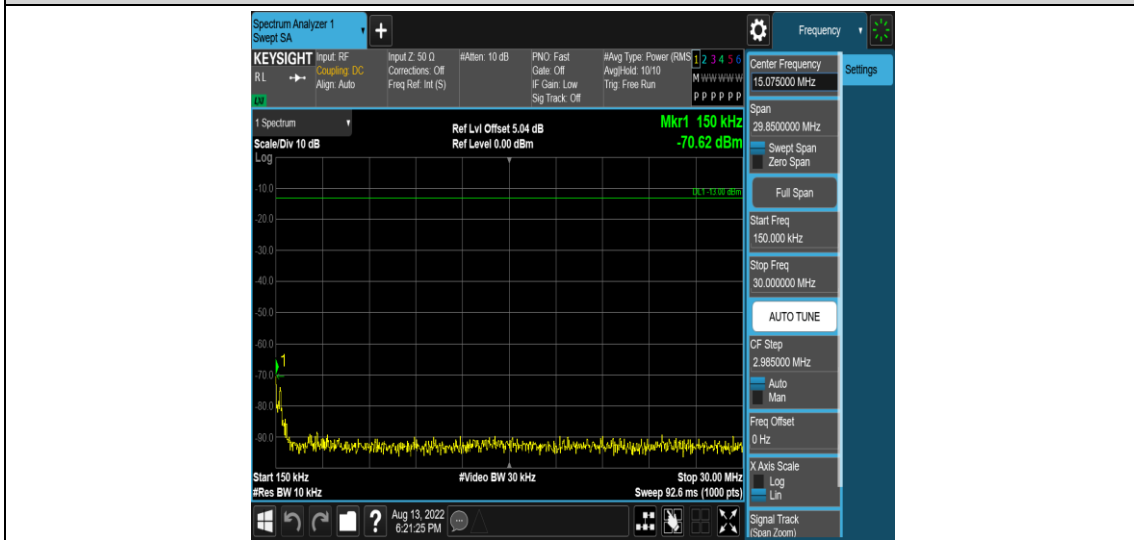 Spectrum Analyzer 1
Swept SA
+
Frequency
KEYSIGHT
RL
Input: RF
Coupling: DC
Align: Auto
Input Z: 50 Ω
Corrections: Off
Freq Ref: Int (S)
#Atten: 10 dB
PNO: Fast
Gate: Off
IF Gain: Low
Sig Track: Off
#Avg Type: Power (RMS
Avg|Hold: 10/10
Trig: Free Run
1 2 3 4 5 6
M W W W W W
P P P P P P
Center Frequency
15.075000 MHz
Settings
Span
29.8500000 MHz
Swept Span
Zero Span
Full Span
Start Freq
150.000 kHz
Stop Freq
30.000000 MHz
AUTO TUNE
CF Step
2.985000 MHz
Auto
Man
Freq Offset
0 Hz
X Axis Scale
Log
Lin
Signal Track
(Span Zoom)
1 Spectrum
Scale/Div 10 dB
Log
Ref Lvl Offset 5.04 dB
Ref Level 0.00 dBm
Mkr1 150 kHz
-70.62 dBm
DL1 -13.00 dBm
-10.0
-20.0
-30.0
-40.0
-50.0
-60.0
1
-70.0
-80.0
-90.0
Start 150 kHz
#Video BW 30 kHz
Stop 30.00 MHz
#Res BW 10 kHz
Sweep 92.6 ms (1000 pts)
?
Aug 13, 2022
6:21:25 PM